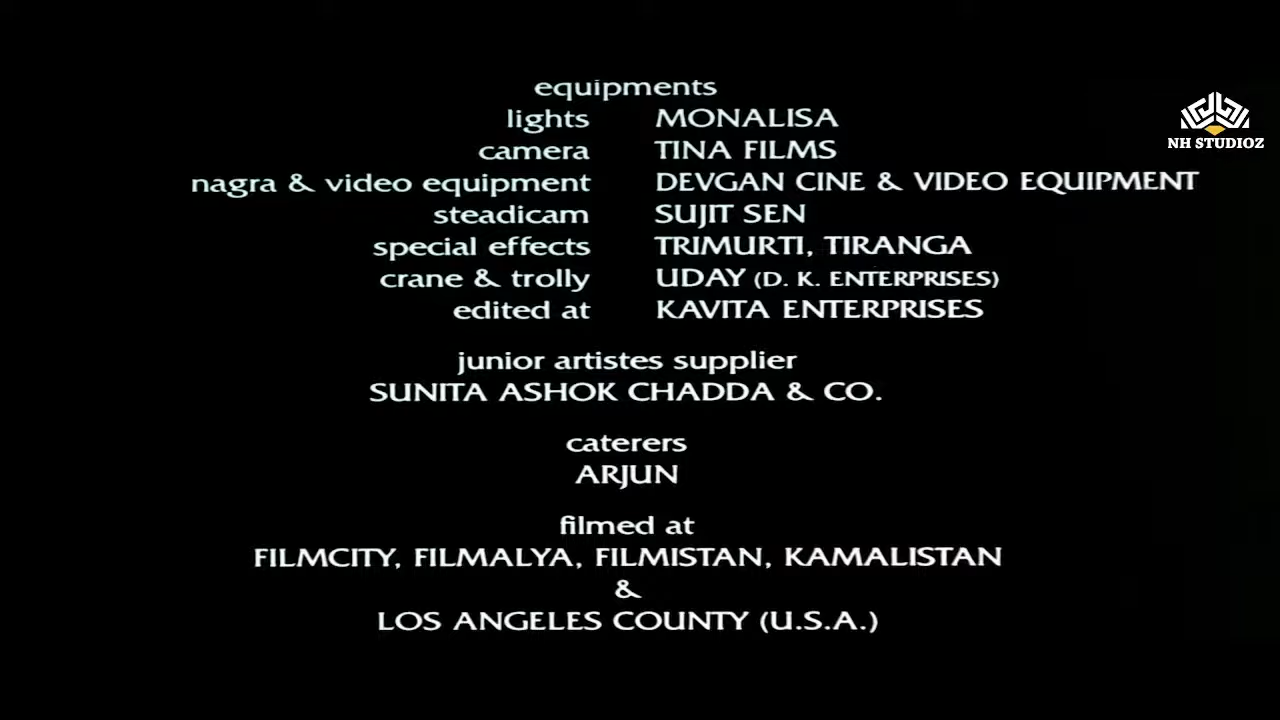 equipments
lights MONALISA
camera TINA FILMS
nagra & video equipment DEVGAN CINE & VIDEO EQUIPMENT
steadicam SUJIT SEN
special effects TRIMURTI, TIRANGA
crane & trolly UDAY (D. K. ENTERPRISES)
edited at KAVITA ENTERPRISES
junior artistes supplier
SUNITA ASHOK CHADDA & CO.
caterers
ARJUN
filmed at
FILMCITY, FILMALYA, FILMISTAN, KAMALISTAN
&
LOS ANGELES COUNTY (U.S.A.)
NH STUDIOZ